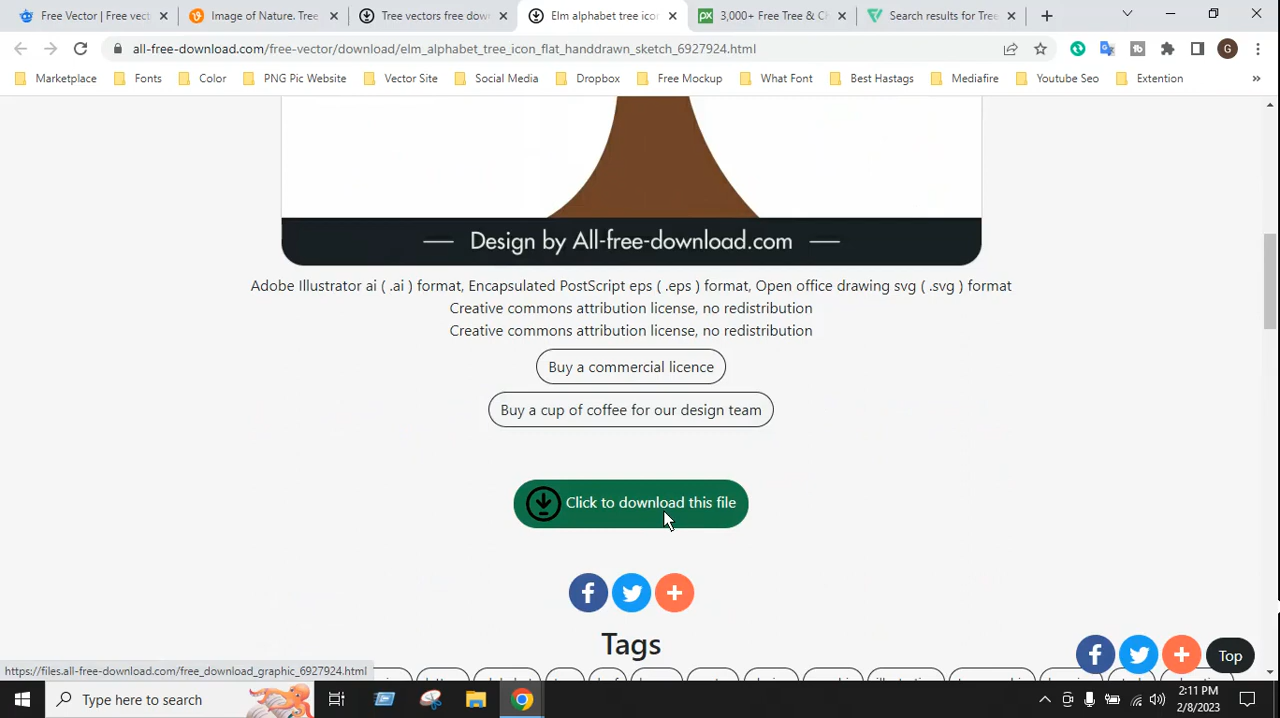 Free Vector | Free vect
Image of Nature. Tree
Tree vectors free dow
Elm alphabet tree ico
3,000+ Free Tree & Ch
Search results for Tree
all-free-download.com/free-vector/download/elm_alphabet_tree_icon_flat_handdrawn_sketch_6927924.html
G
Marketplace
Fonts
Color
PNG Pic Website
Vector Site
Social Media
Dropbox
Free Mockup
What Font
Best Hastags
Mediafire
Youtube Seo
Extention
Design by All-free-download.com
Adobe Illustrator ai ( .ai ) format, Encapsulated PostScript eps ( .eps ) format, Open office drawing svg ( .svg ) format
Creative commons attribution license, no redistribution
Creative commons attribution license, no redistribution
Buy a commercial licence
Buy a cup of coffee for our design team
Click to download this file
Tags
Top
https://files.all-free-download.com/free_download_graphic_6927924.html
Type here to search
2:11 PM
2/8/2023